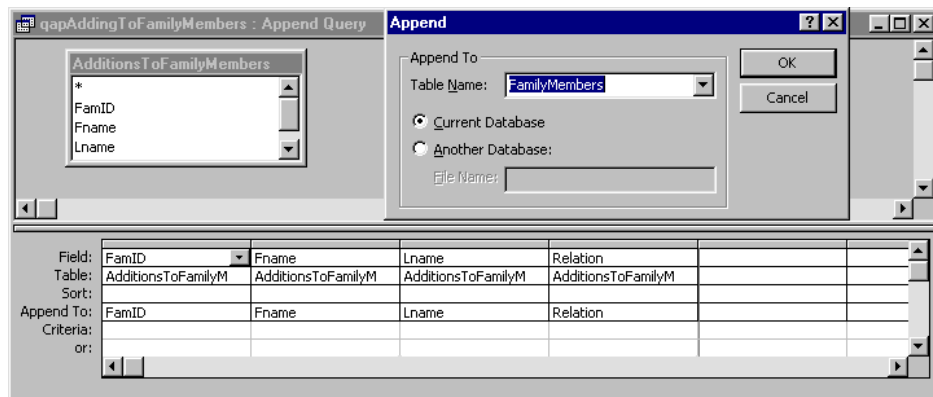 qapAddingToFamilyMembers : Append Query
AdditionsToFamilyMembers
*
FamID
Fname
Lname
Append
Append To
Table Name: FamilyMembers
Current Database
Another Database:
File Name:
OK
Cancel
Field: FamID Fname Lname Relation
Table: AdditionsToFamilyM AdditionsToFamilyM AdditionsToFamilyM AdditionsToFamilyM
Sort:
Append To: FamID Fname Lname Relation
Criteria:
or: